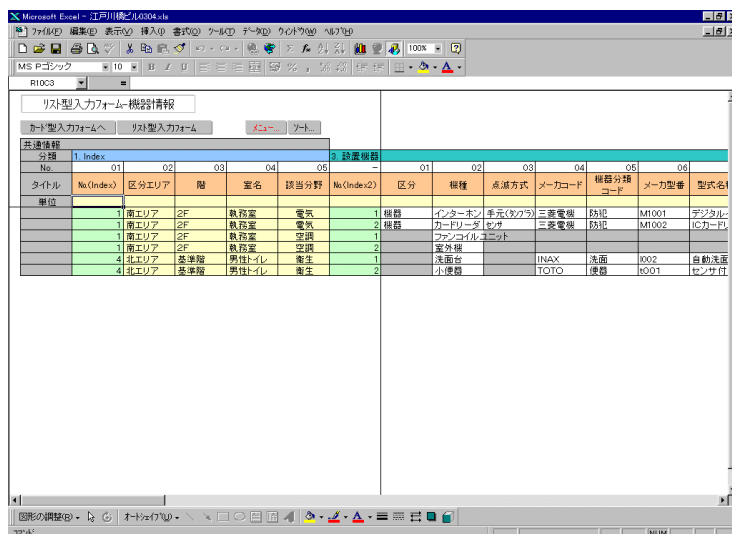 Microsoft Excel - 江戸川橋ビル0304.xls
ファイル(F) 編集(E) 表示(V) 挿入(I) 書式(O) ツール(T) データ(D) ウィンドウ(W) ヘルプ(H)
100%
MS Pゴシック 10 B I U
R10C3 =
リスト型入力フォーム-機器情報
カード型入力フォームへ リスト型入力フォーム メニュー... ソート...
共通情報
分類 1. Index 3. 設置機器
No. 01 02 03 04 05 - 01 02 03 04 05 06
タイトル No.(Index) 区分エリア 階 室名 該当分野 No.(Index2) 区分 機種 点滅方式 メーカコード 機器分類コード メーカ型番 型式名
単位
1 南エリア 2F 執務室 電気 1 機器 インターホン 手元(タンブラ) 三菱電機 防犯 M1001 デジタル
1 南エリア 2F 執務室 電気 2 機器 カードリーダ センサ 三菱電機 防犯 M1002 ICカード
1 南エリア 2F 執務室 空調 1 ファンコイルユニット
1 南エリア 2F 執務室 空調 2 室外機
4 北エリア 基準階 男性トイレ 衛生 1 洗面台 INAX 洗面 I002 自動洗面
4 北エリア 基準階 男性トイレ 衛生 2 小便器 TOTO 便器 t001 センサ付
図形の調整(R) オートシェイプ(U)
コマンド NUM